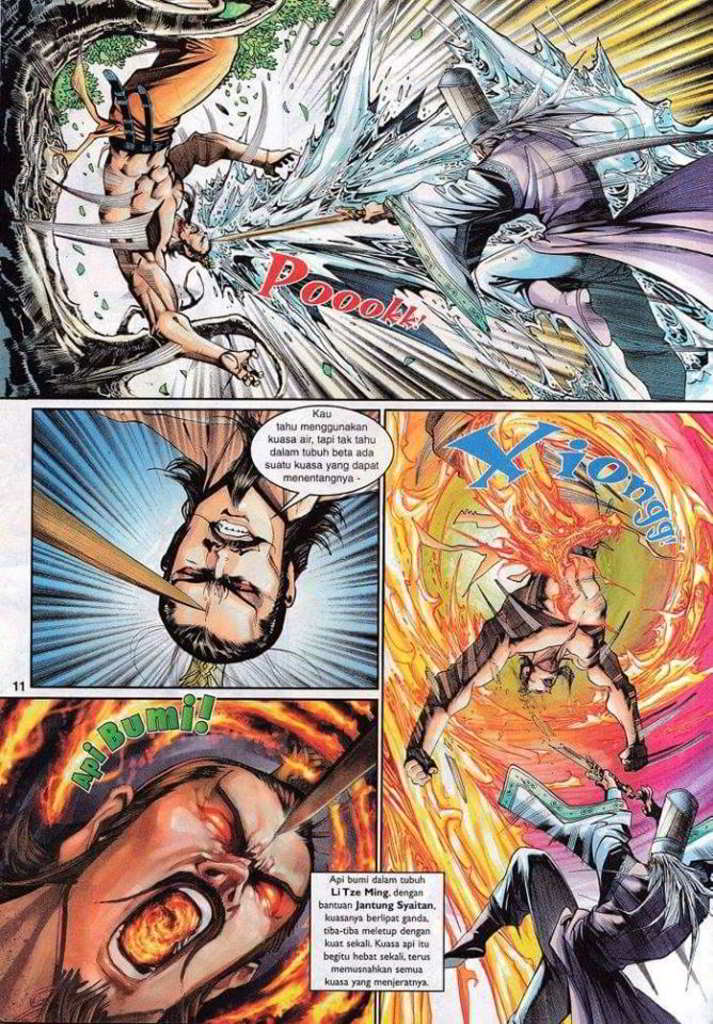 Poookk!
Kau
tahu menggunakan
kuasa air, tapi tak tahu
dalam tubuh beta ada
suatu kuasa yang dapat
menentangnya -
Xiongg
11
Api Bumi!
Api bumi dalam tubuh
Li Tze Ming, dengan
bantuan Jantung Syaitan,
kuasanya berlipat ganda,
tiba-tiba meletup dengan
kuat sekali. Kuasa api itu
begitu hebat sekali, terus
memusnahkan semua
kuasa yang menjeratnya.